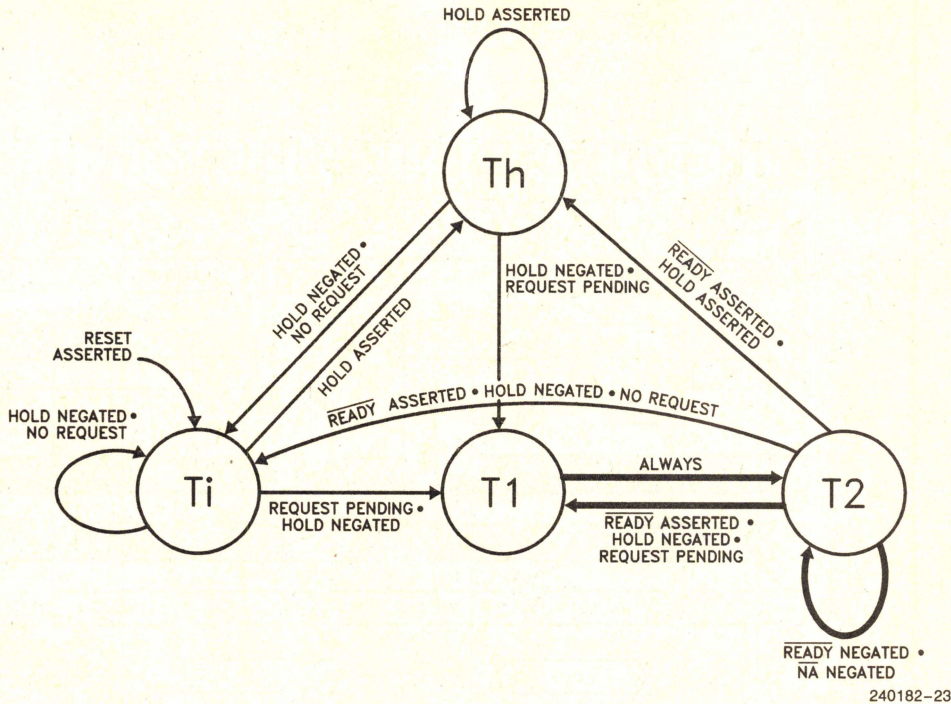 HOLD ASSERTED
Th
HOLD NEGATED •
NO REQUEST
HOLD ASSERTED
HOLD NEGATED •
REQUEST PENDING
READY ASSERTED •
HOLD ASSERTED
RESET
ASSERTED
READY ASSERTED • HOLD NEGATED • NO REQUEST
HOLD NEGATED •
NO REQUEST
Ti
REQUEST PENDING •
HOLD NEGATED
T1
ALWAYS
READY ASSERTED •
HOLD NEGATED •
REQUEST PENDING
T2
READY NEGATED •
NA NEGATED
240182-23